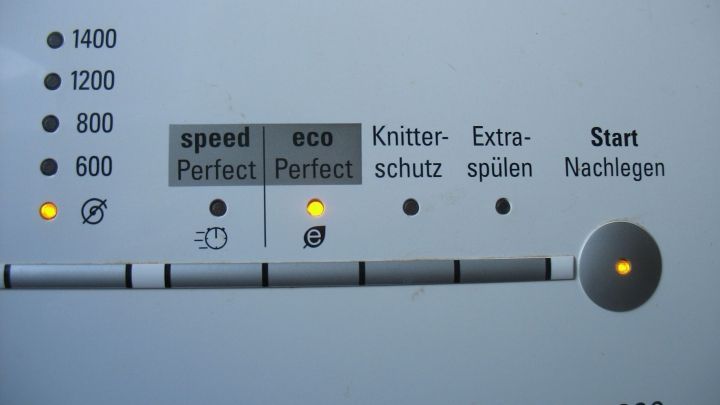 1400
1200
800
600
speed
Perfect
eco
Perfect
Knitter-
schutz
Extra-
spülen
Start
Nachlegen
e